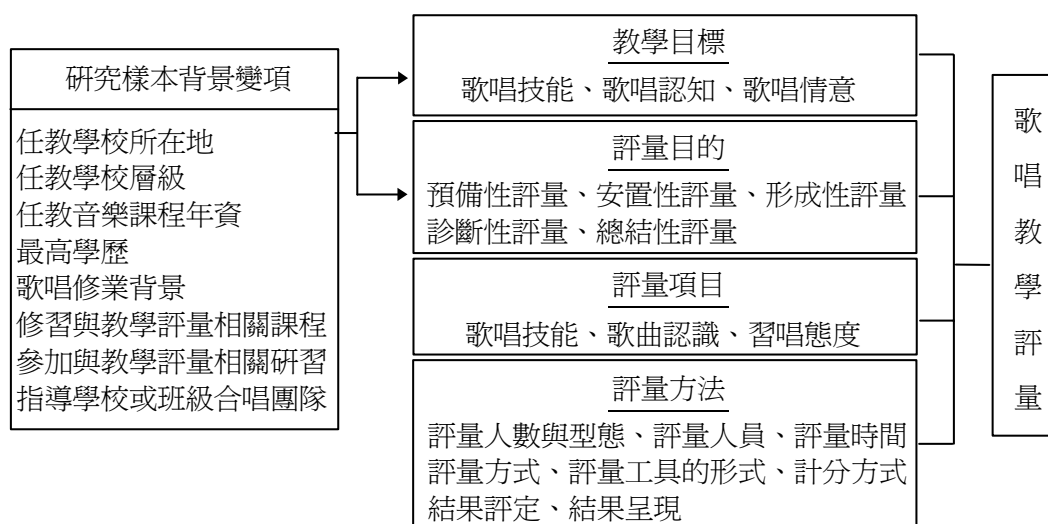 研究樣本背景變項
任教學校所在地
任教學校層級
任教音樂課程年資
最高學歷
歌唱修業背景
修習與教學評量相關課程
參加與教學評量相關研習
指導學校或班級合唱團隊
教學目標
歌唱技能、歌唱認知、歌唱情意
評量目的
預備性評量、安置性評量、形成性評量
診斷性評量、總結性評量
評量項目
歌唱技能、歌曲認識、習唱態度
評量方法
評量人數與型態、評量人員、評量時間
評量方式、評量工具的形式、計分方式
結果評定、結果呈現
歌唱教學評量